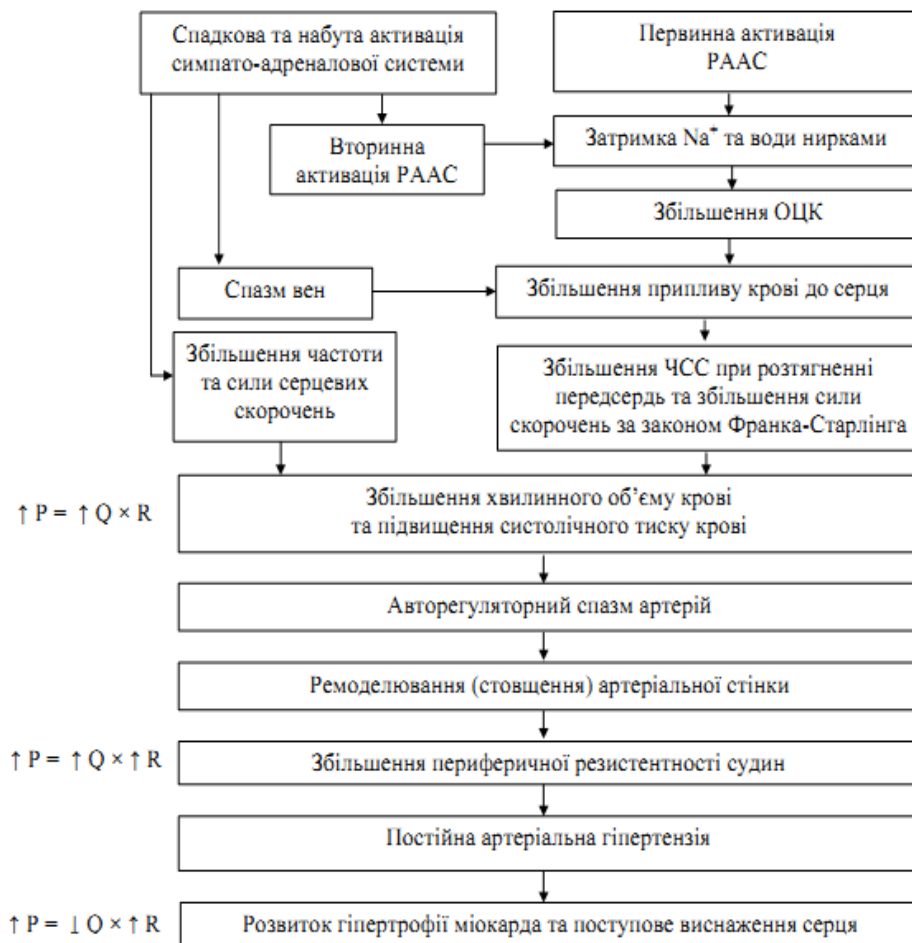 Спадкова та набута активація
симпато-адреналової системи
Первинна активація
РААС
Вторинна
активація РААС
Затримка Na⁺ та води нирками
Збільшення ОЦК
Спазм вен
Збільшення припливу крові до серця
Збільшення частоти
та сили серцевих
скорочень
Збільшення ЧСС при розтягненні
передсердь та збільшення сили
скорочень за законом Франка-Старлінга
↑ P = ↑ Q × R
Збільшення хвилинного об’єму крові
та підвищення систолічного тиску крові
Авторегуляторний спазм артерій
Ремоделювання (стовщення) артеріальної стінки
↑ P = ↑ Q × ↑ R
Збільшення периферичної резистентності судин
Постійна артеріальна гіпертензія
↑ P = ↓ Q × ↑ R
Розвиток гіпертрофії міокарда та поступове виснаження серця